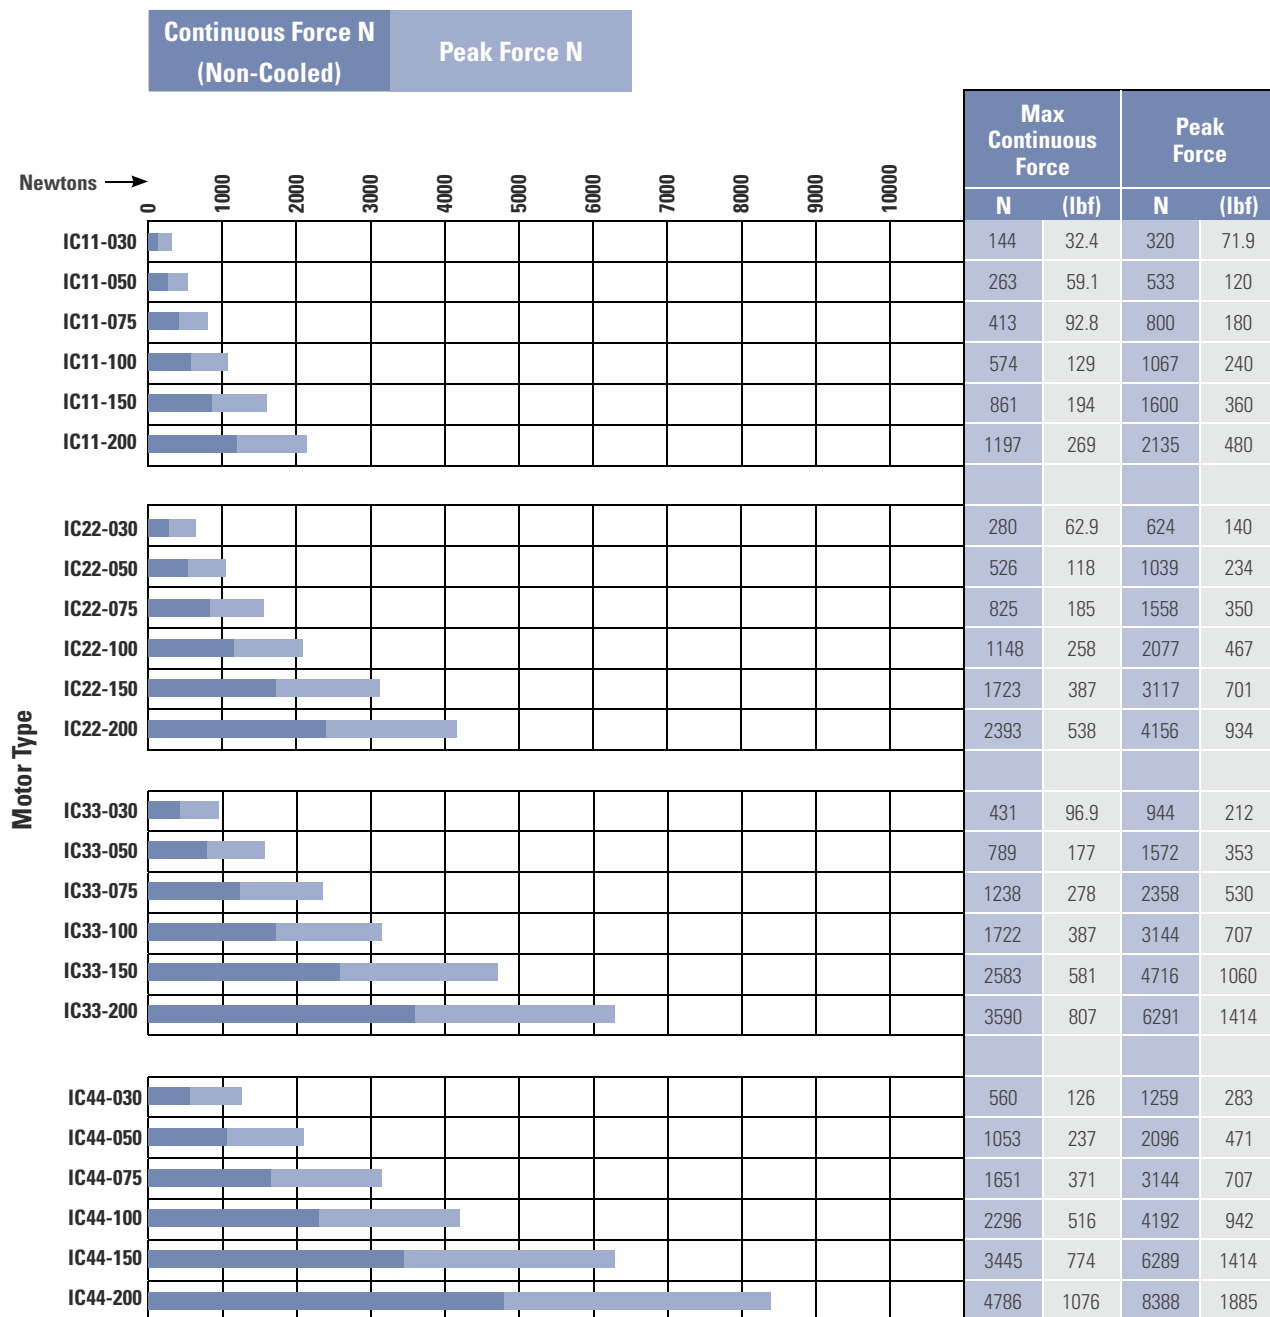 Continuous Force N
(Non-Cooled)
Peak Force N
Max
Continuous
Force
Peak
Force
Newtons
0 1000 2000 3000 4000 5000 6000 7000 8000 9000 10000
N (lbf) N (lbf)
Motor Type
IC11-030 144 32.4 320 71.9
IC11-050 263 59.1 533 120
IC11-075 413 92.8 800 180
IC11-100 574 129 1067 240
IC11-150 861 194 1600 360
IC11-200 1197 269 2135 480
IC22-030 280 62.9 624 140
IC22-050 526 118 1039 234
IC22-075 825 185 1558 350
IC22-100 1148 258 2077 467
IC22-150 1723 387 3117 701
IC22-200 2393 538 4156 934
IC33-030 431 96.9 944 212
IC33-050 789 177 1572 353
IC33-075 1238 278 2358 530
IC33-100 1722 387 3144 707
IC33-150 2583 581 4716 1060
IC33-200 3590 807 6291 1414
IC44-030 560 126 1259 283
IC44-050 1053 237 2096 471
IC44-075 1651 371 3144 707
IC44-100 2296 516 4192 942
IC44-150 3445 774 6289 1414
IC44-200 4786 1076 8388 1885